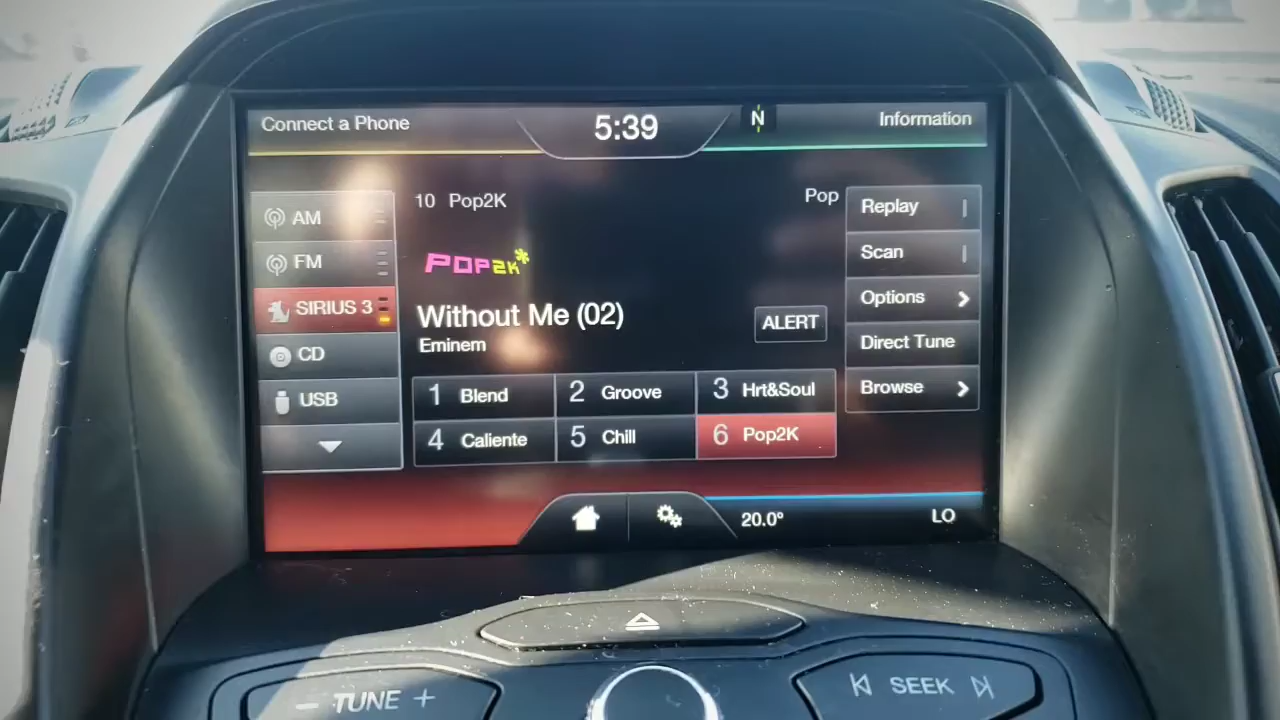 Connect a Phone
5:39
N
Information
AM
FM
SIRIUS 3
CD
USB
10 Pop2K
Pop
POP2K*
Without Me (02)
Eminem
ALERT
1 Blend
2 Groove
3 Hrt&Soul
4 Caliente
5 Chill
6 Pop2K
Replay
Scan
Options
Direct Tune
Browse
20.0°
LO
– TUNE +
SEEK